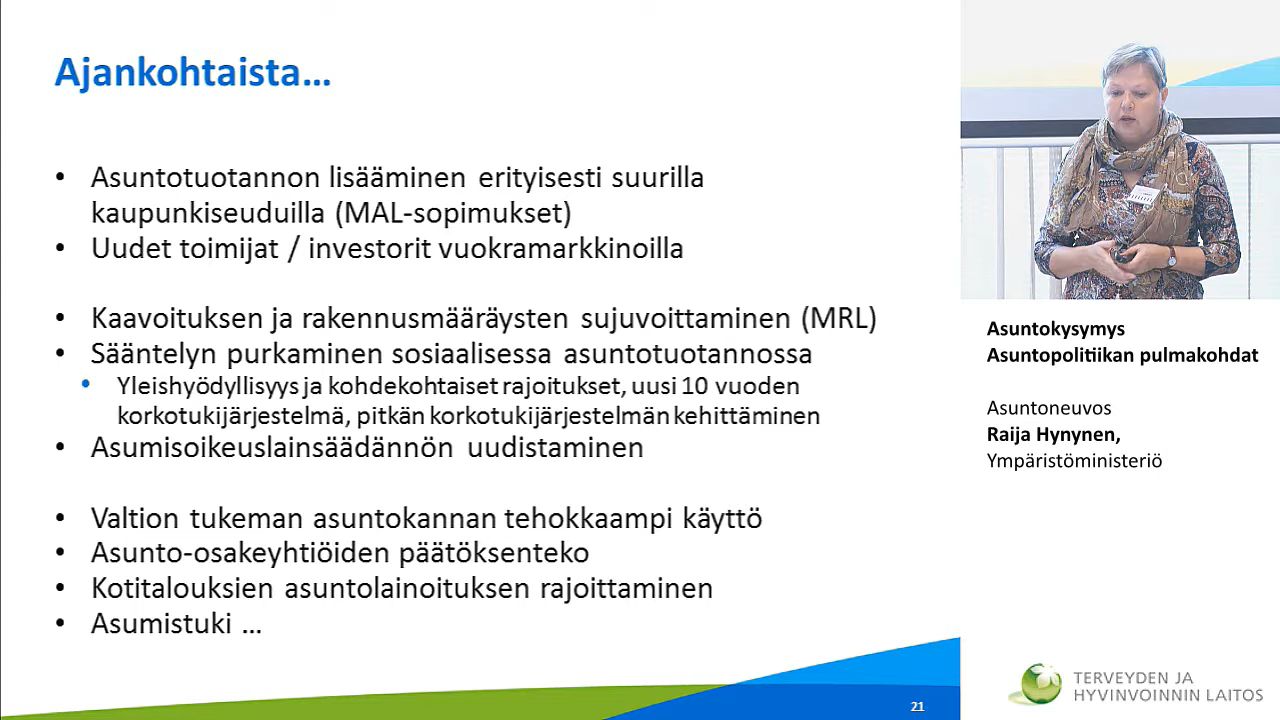 Ajankohtaista...
• Asuntotuotannon lisääminen erityisesti suurilla
kaupunkiseuduilla (MAL-sopimukset)
• Uudet toimijat / investorit vuokramarkkinoilla
• Kaavoituksen ja rakennusmääräysten sujuvoittaminen (MRL)
• Sääntelyn purkaminen sosiaalisessa asuntotuotannossa
• Yleishyödyllisyys ja kohdekohtaiset rajoitukset, uusi 10 vuoden
korkotukijärjestelmä, pitkän korkotukijärjestelmän kehittäminen
• Asumisoikeuslainsäädännön uudistaminen
• Valtion tukeman asuntokannan tehokkaampi käyttö
• Asunto-osakeyhtiöiden päätöksenteko
• Kotitalouksien asuntolainoituksen rajoittaminen
• Asumistuki ...
21
Asuntokysymys
Asuntopolitiikan pulmakohdat
Asuntoneuvos
Raija Hynynen,
Ympäristöministeriö
TERVEYDEN JA
HYVINVOINNIN LAITOS